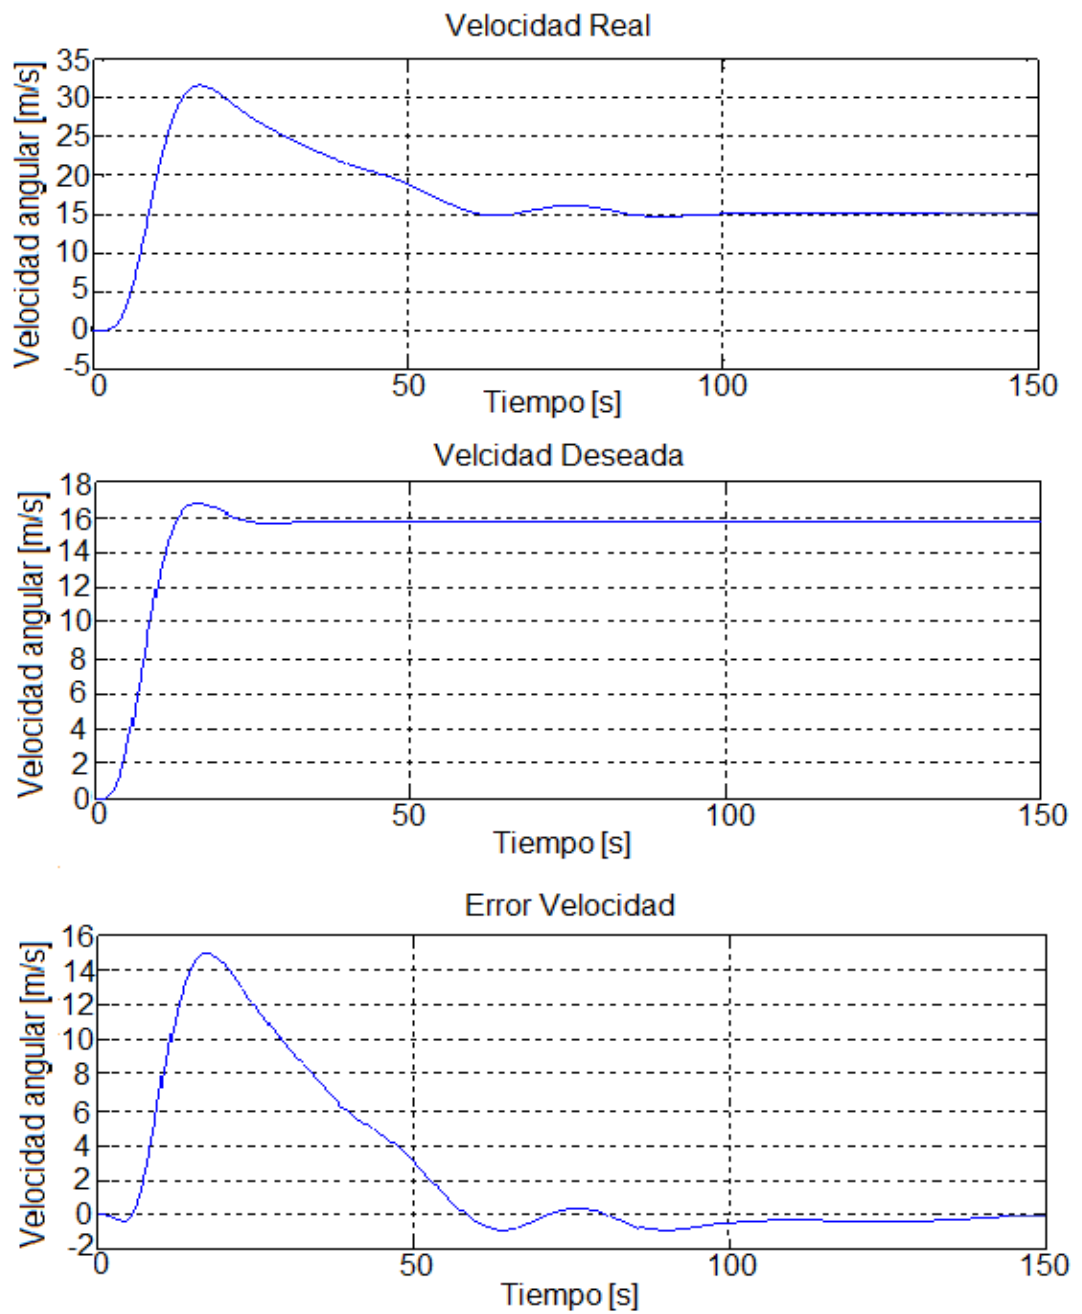 Velocidad Real
Velocidad angular [m/s]
35
30
25
20
15
10
5
0
-5
0 50 100 150
Tiempo [s]
Velcidad Deseada
Velocidad angular [m/s]
18
16
14
12
10
8
6
4
2
0
0 50 100 150
Tiempo [s]
Error Velocidad
Velocidad angular [m/s]
16
14
12
10
8
6
4
2
0
-2
0 50 100 150
Tiempo [s]